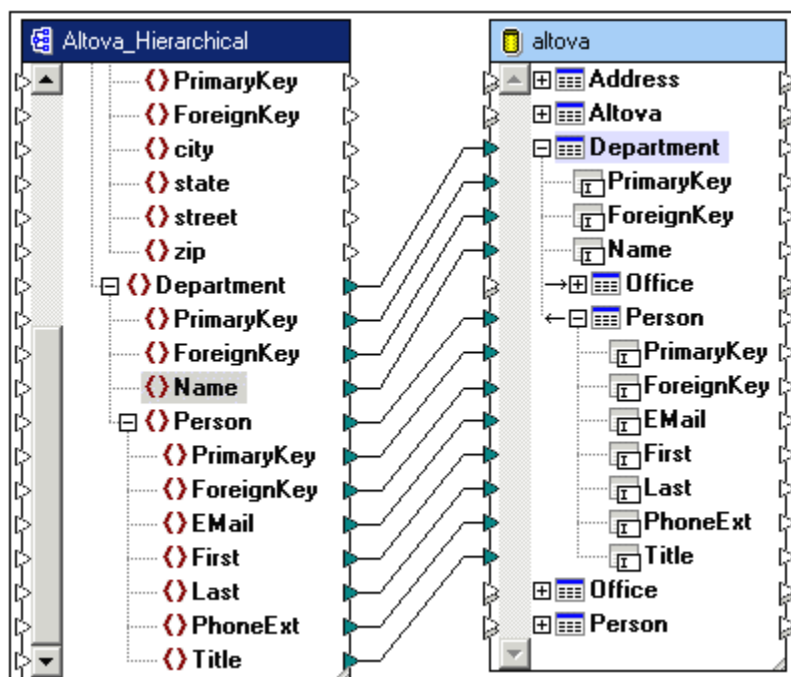 Altova_Hierarchical
PrimaryKey
ForeignKey
city
state
street
zip
Department
PrimaryKey
ForeignKey
Name
Person
PrimaryKey
ForeignKey
EMail
First
Last
PhoneExt
Title
altova
Address
Altova
Department
PrimaryKey
ForeignKey
Name
Office
Person
PrimaryKey
ForeignKey
EMail
First
Last
PhoneExt
Title
Office
Person